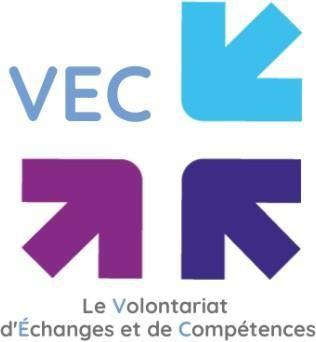 VEC
Le Volontariat
d'Échanges et de Compétences